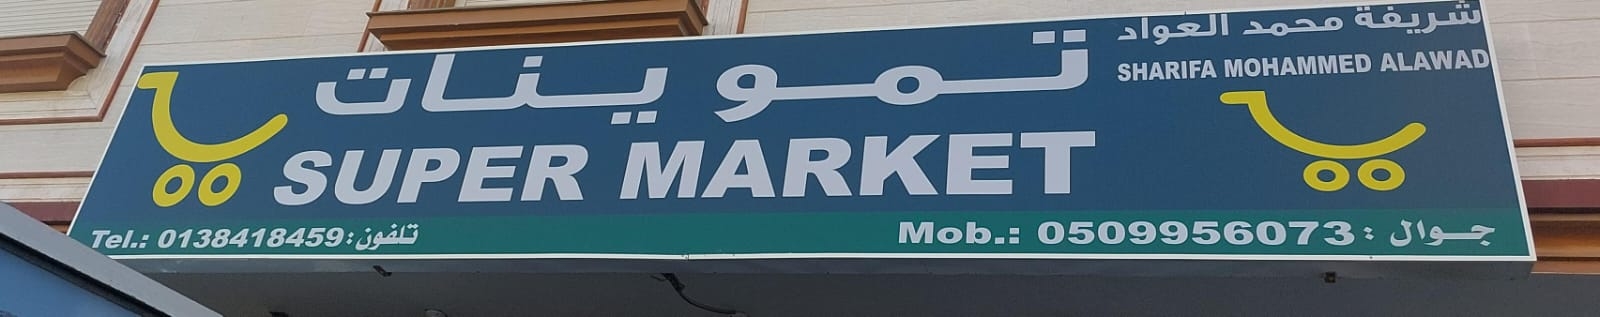 شريفة محمد العواد
SHARIFA MOHAMMED ALAWAD
تموينات
SUPER MARKET
Tel.: 0138418459 : تلفون
Mob.: 0509956073 : جوال